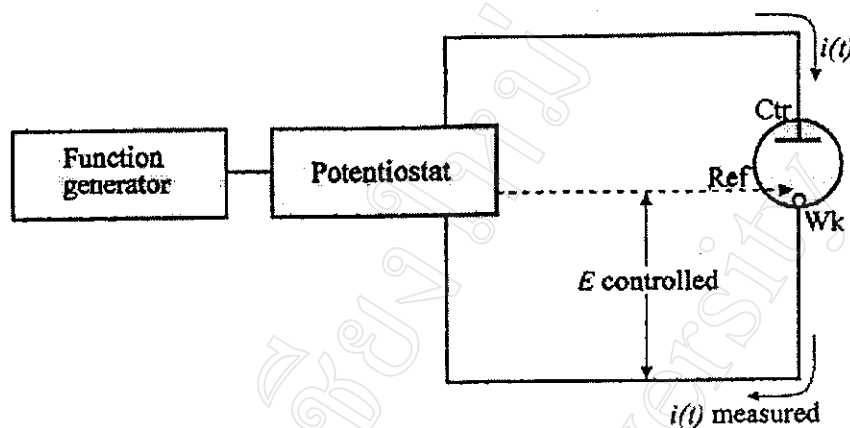 i(t)
Ctr
Function
generator
Potentiostat
Ref
Wk
E controlled
i(t) measured